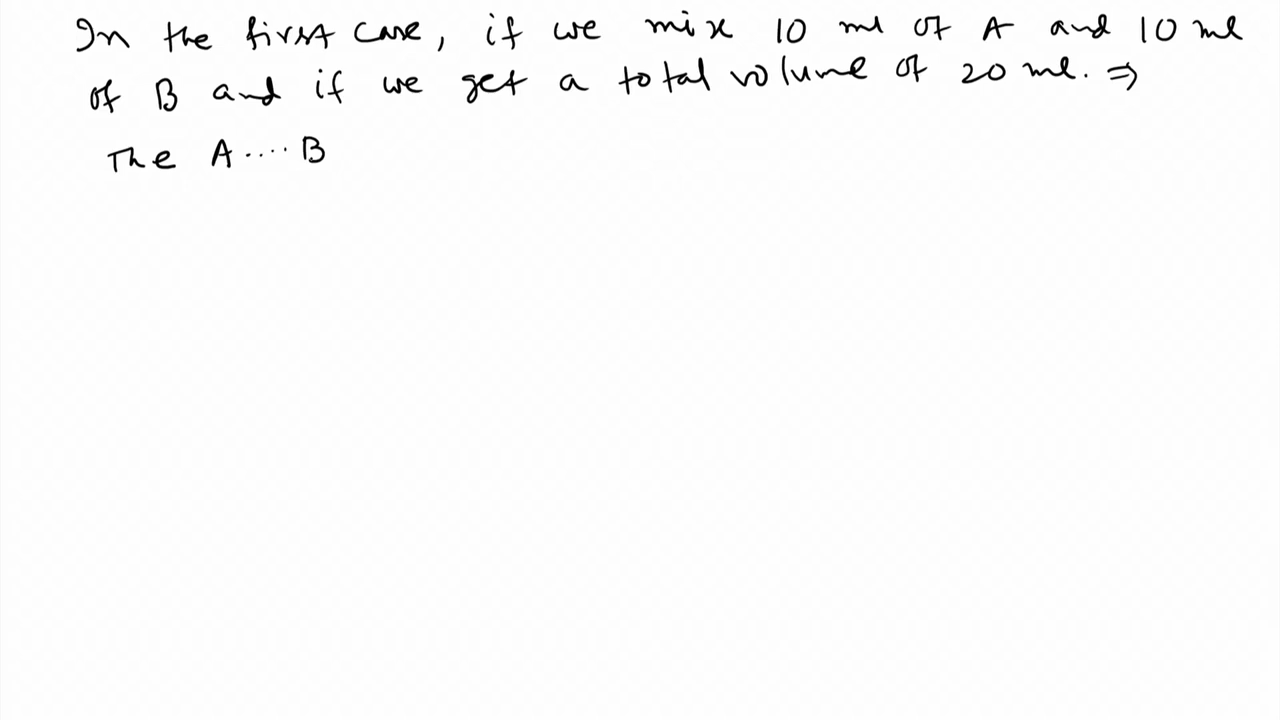 In the first case, if we mix 10 ml of A and 10 ml
of B and if we get a total volume of 20 ml. ⇒
The A .... B